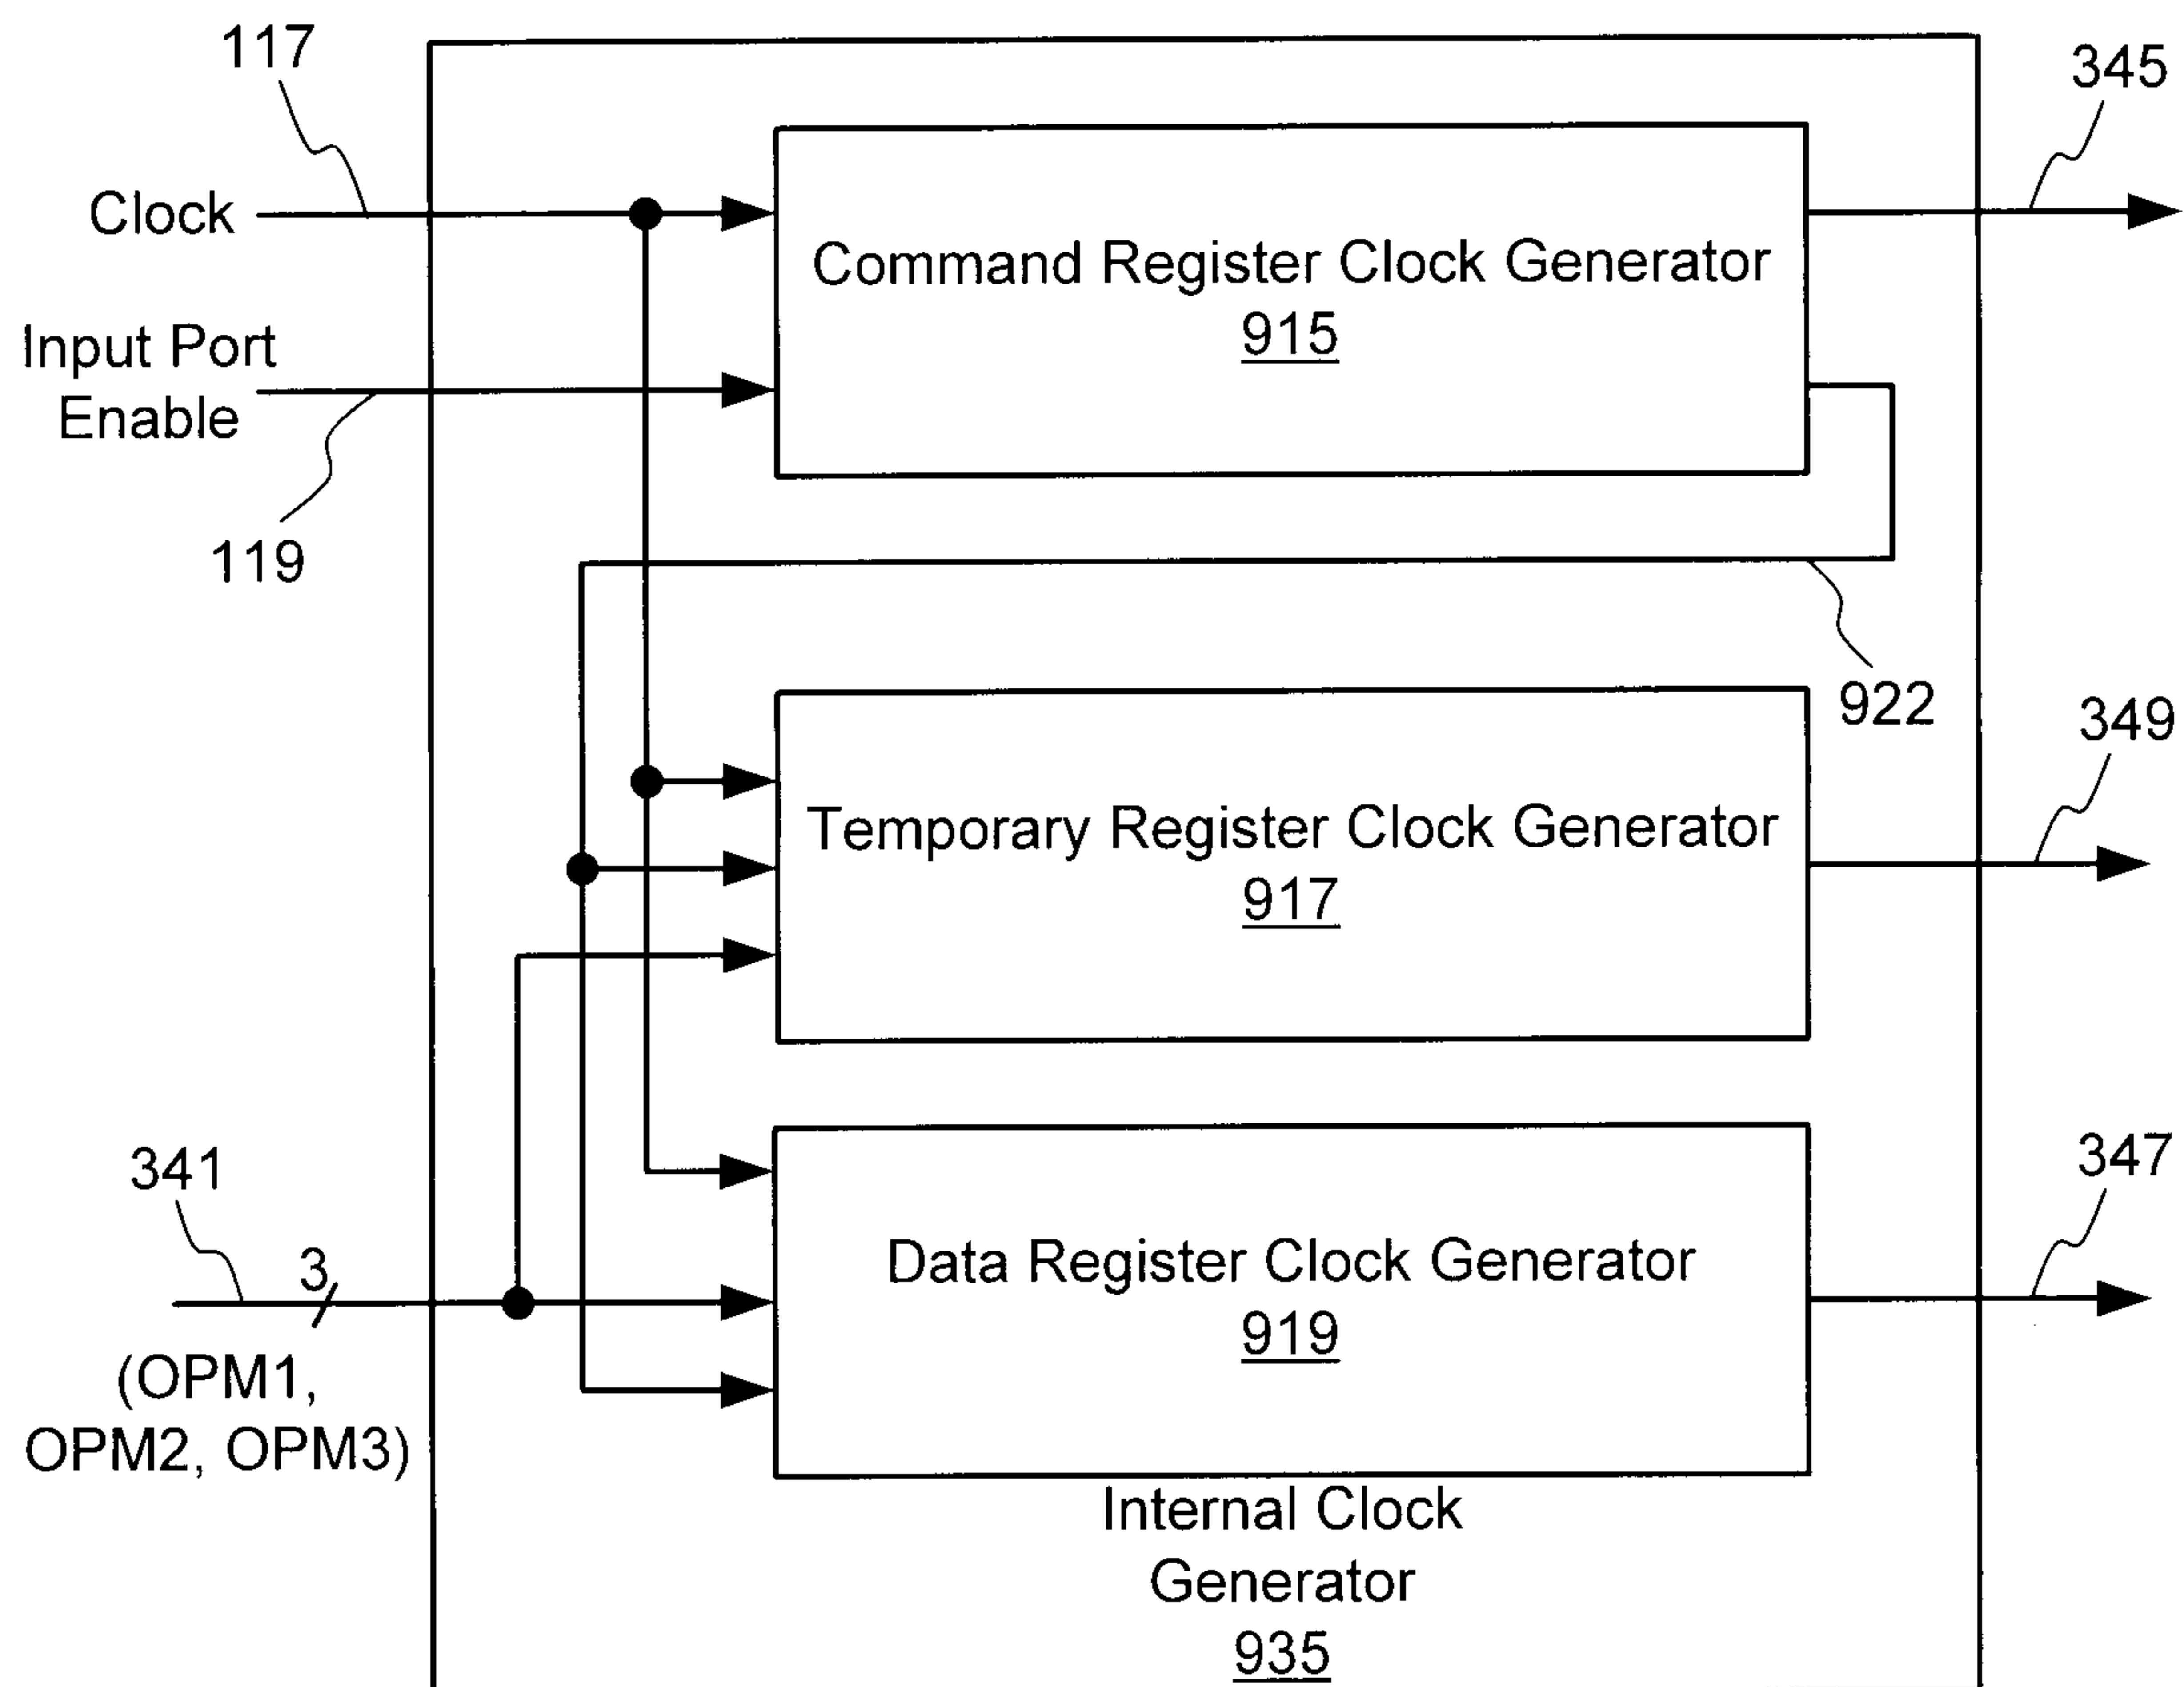 117
345
Clock
Command Register Clock Generator
915
Input Port
Enable
119
922
349
Temporary Register Clock Generator
917
341
347
3
Data Register Clock Generator
919
(OPM1,
OPM2, OPM3)
Internal Clock
Generator
935